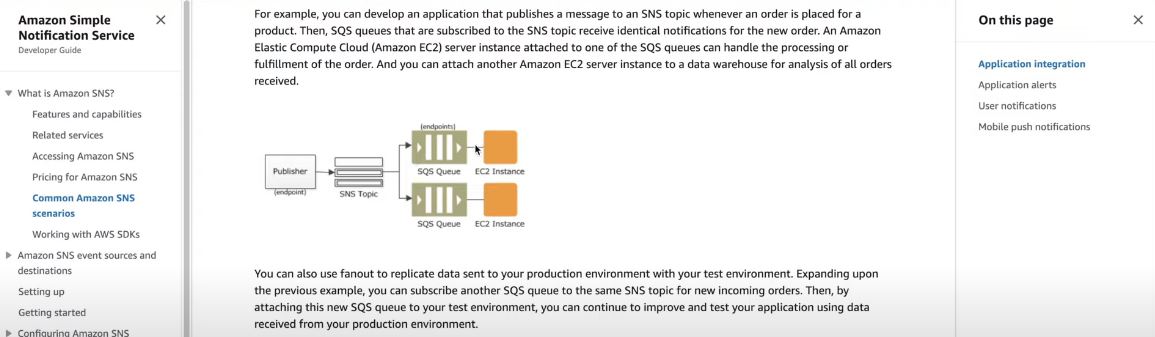 Amazon Simple
Notification Service
Developer Guide
What is Amazon SNS?
Features and capabilities
Related services
Accessing Amazon SNS
Pricing for Amazon SNS
Common Amazon SNS
scenarios
Working with AWS SDKs
Amazon SNS event sources and
destinations
Setting up
Getting started
Configuring Amazon SNS
For example, you can develop an application that publishes a message to an SNS topic whenever an order is placed for a
product. Then, SQS queues that are subscribed to the SNS topic receive identical notifications for the new order. An Amazon
Elastic Compute Cloud (Amazon EC2) server instance attached to one of the SQS queues can handle the processing or
fulfillment of the order. And you can attach another Amazon EC2 server instance to a data warehouse for analysis of all orders
received.
(endpoints)
Publisher
(endpoint)
SNS Topic
SQS Queue
EC2 Instance
SQS Queue
EC2 Instance
You can also use fanout to replicate data sent to your production environment with your test environment. Expanding upon
the previous example, you can subscribe another SQS queue to the same SNS topic for new incoming orders. Then, by
attaching this new SQS queue to your test environment, you can continue to improve and test your application using data
received from your production environment.
On this page
Application integration
Application alerts
User notifications
Mobile push notifications